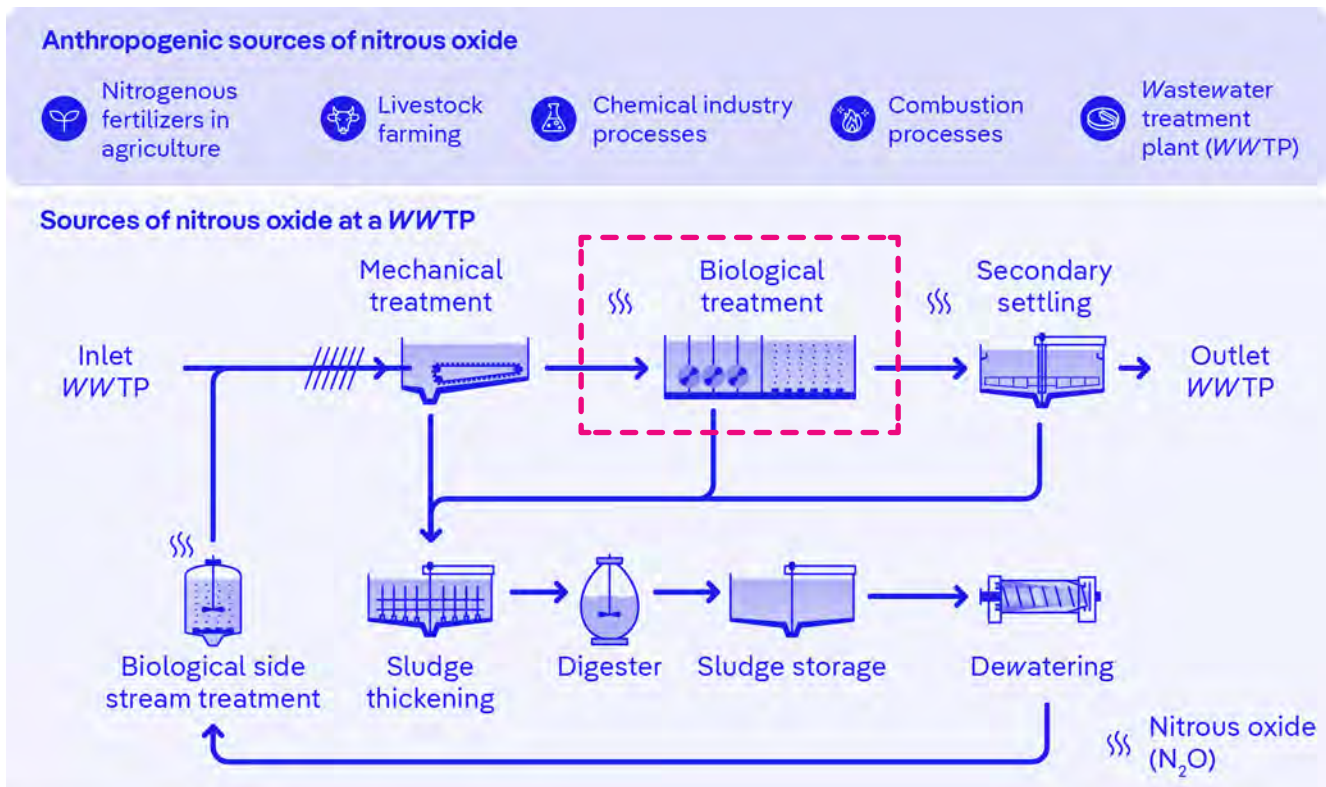 Anthropogenic sources of nitrous oxide
Nitrogenous
fertilizers in
agriculture
Livestock
farming
Chemical industry
processes
Combustion
processes
Wastewater
treatment
plant (WWTP)
Sources of nitrous oxide at a WWTP
Mechanical
treatment
Biological
treatment
Secondary
settling
Inlet
WWTP
Outlet
WWTP
Biological side
stream treatment
Sludge
thickening
Digester
Sludge storage
Dewatering
Nitrous oxide
(N₂O)